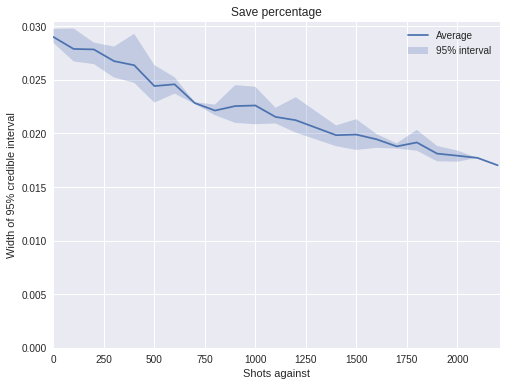 Save percentage
Average
95% interval
Width of 95% credible interval
0.030
0.025
0.020
0.015
0.010
0.005
0.000
0 250 500 750 1000 1250 1500 1750 2000
Shots against